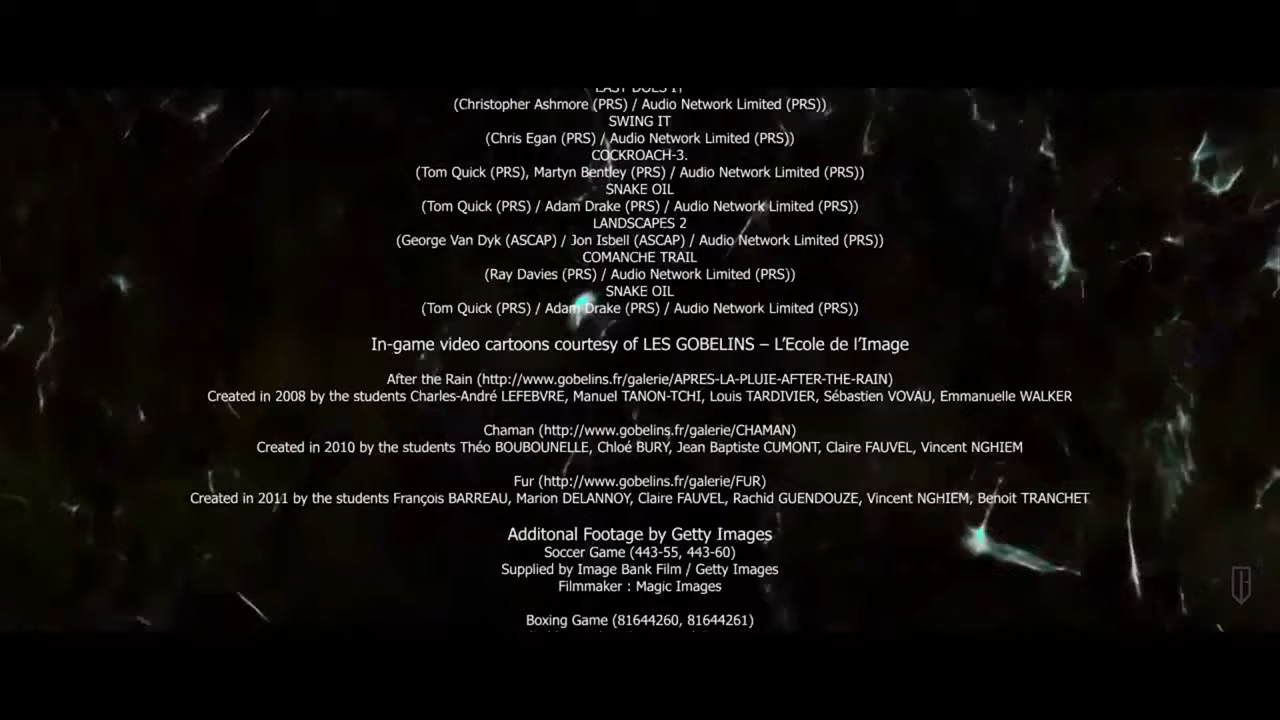 (Christopher Ashmore (PRS) / Audio Network Limited (PRS))
SWING IT
(Chris Egan (PRS) / Audio Network Limited (PRS))
COCKROACH-3.
(Tom Quick (PRS), Martyn Bentley (PRS) / Audio Network Limited (PRS))
SNAKE OIL
(Tom Quick (PRS) / Adam Drake (PRS) / Audio Network Limited (PRS))
LANDSCAPES 2
(George Van Dyk (ASCAP) / Jon Isbell (ASCAP) / Audio Network Limited (PRS))
COMANCHE TRAIL
(Ray Davies (PRS) / Audio Network Limited (PRS))
SNAKE OIL
(Tom Quick (PRS) / Adam Drake (PRS) / Audio Network Limited (PRS))
In-game video cartoons courtesy of LES GOBELINS – L'Ecole de l'Image
After the Rain (http://www.gobelins.fr/galerie/APRES-LA-PLUIE-AFTER-THE-RAIN)
Created in 2008 by the students Charles-André LEFEBVRE, Manuel TANON-TCHI, Louis TARDIVIER, Sébastien VOVAU, Emmanuelle WALKER
Chaman (http://www.gobelins.fr/galerie/CHAMAN)
Created in 2010 by the students Théo BOUBOUNELLE, Chloé BURY, Jean Baptiste CUMONT, Claire FAUVEL, Vincent NGHIEM
Fur (http://www.gobelins.fr/galerie/FUR)
Created in 2011 by the students François BARREAU, Marion DELANNOY, Claire FAUVEL, Rachid GUENDOUZE, Vincent NGHIEM, Benoit TRANCHET
Additonal Footage by Getty Images
Soccer Game (443-55, 443-60)
Supplied by Image Bank Film / Getty Images
Filmmaker : Magic Images
Boxing Game (81644260, 81644261)